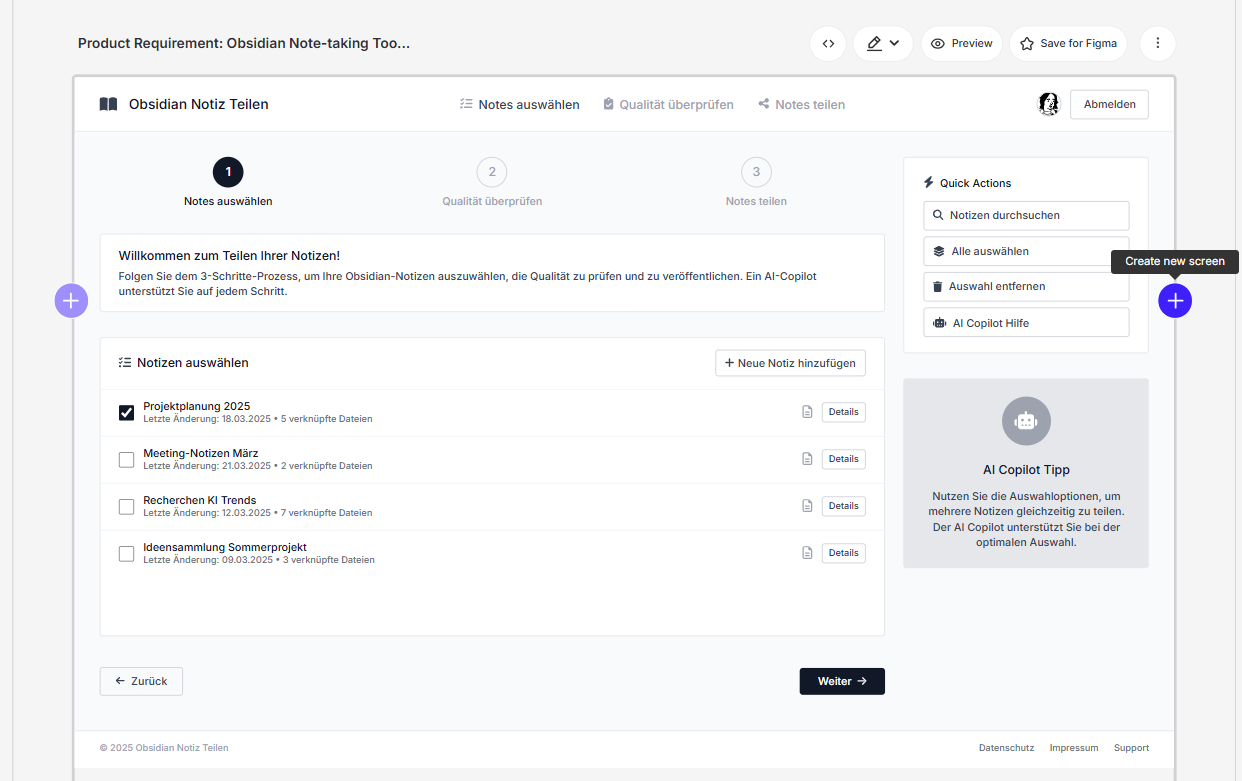 Product Requirement: Obsidian Note-taking Too...
Preview
Save for Figma
Obsidian Notiz Teilen
Notes auswählen
Qualität überprüfen
Notes teilen
Abmelden
1
Notes auswählen
2
Qualität überprüfen
3
Notes teilen
Willkommen zum Teilen Ihrer Notizen!
Folgen Sie dem 3-Schritte-Prozess, um Ihre Obsidian-Notizen auszuwählen, die Qualität zu prüfen und zu veröffentlichen. Ein AI-Copilot
unterstützt Sie auf jedem Schritt.
Notizen auswählen
Neue Notiz hinzufügen
Projektplanung 2025
Letzte Änderung: 18.03.2025 • 5 verknüpfte Dateien
Details
Meeting-Notizen März
Letzte Änderung: 21.03.2025 • 2 verknüpfte Dateien
Details
Recherchen KI Trends
Letzte Änderung: 12.03.2025 • 7 verknüpfte Dateien
Details
Ideensammlung Sommerprojekt
Letzte Änderung: 09.03.2025 • 3 verknüpfte Dateien
Details
Zurück
Weiter
Quick Actions
Notizen durchsuchen
Alle auswählen
Auswahl entfernen
AI Copilot Hilfe
Create new screen
AI Copilot Tipp
Nutzen Sie die Auswahloptionen, um
mehrere Notizen gleichzeitig zu teilen.
Der AI Copilot unterstützt Sie bei der
optimalen Auswahl.
© 2025 Obsidian Notiz Teilen
Datenschutz
Impressum
Support